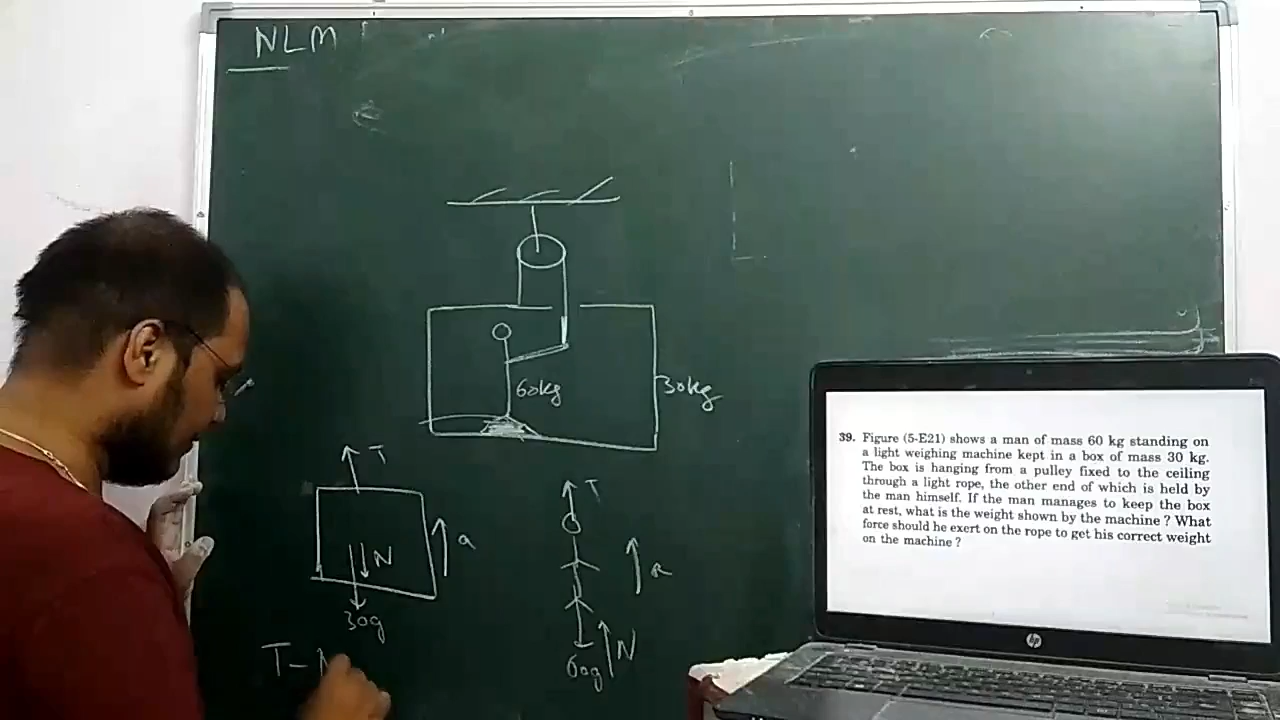 NLM
60kg
30kg
T
a
N
30g
T
a
N
60g
T-N
39. Figure (5-E21) shows a man of mass 60 kg standing on
a light weighing machine kept in a box of mass 30 kg.
The box is hanging from a pulley fixed to the ceiling
through a light rope, the other end of which is held by
the man himself. If the man manages to keep the box
at rest, what is the weight shown by the machine ? What
force should he exert on the rope to get his correct weight
on the machine ?
hp